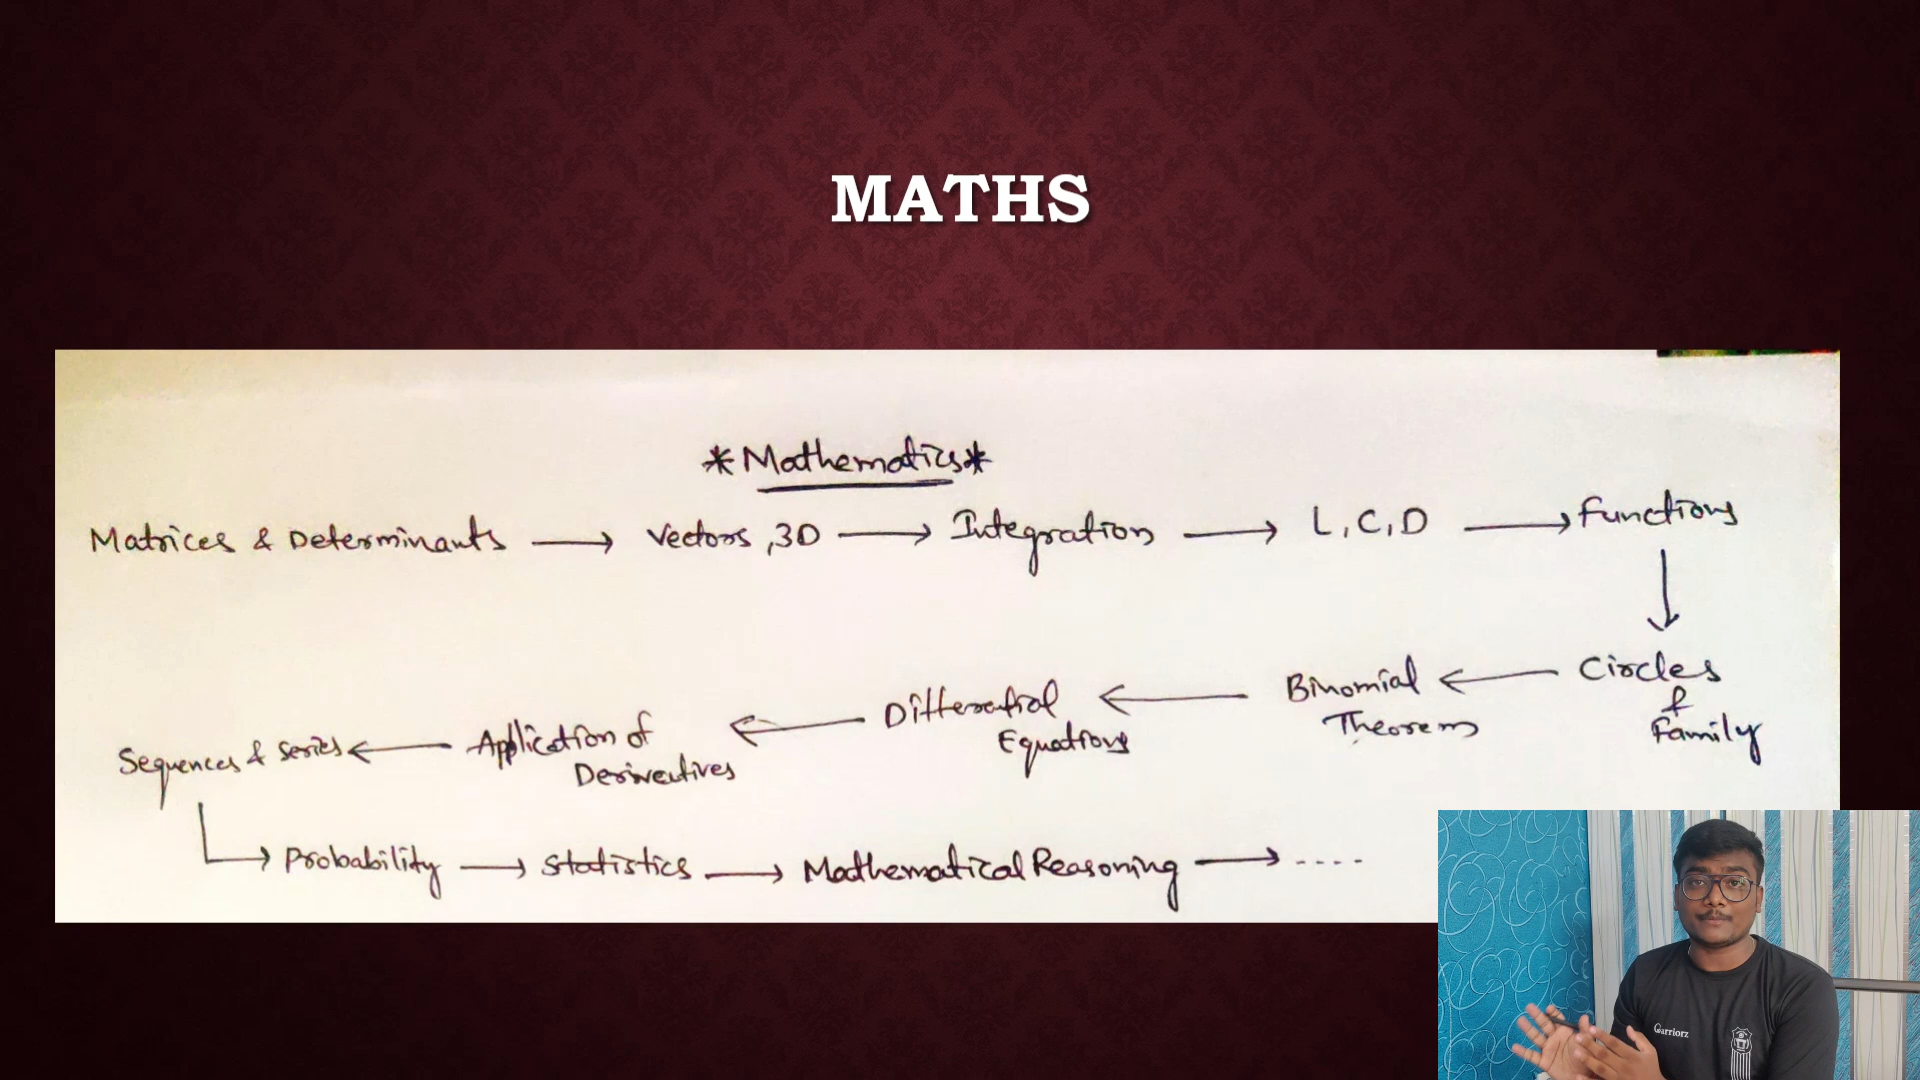 MATHS
*Mathematics*
Matrices & Determinants → Vectors, 3D → Integration → L, C, D → Functions
↓
Circles & Family
Binomial Theorem ←
Differential Equations ←
Application of Derivatives ←
Sequences & Series ←
→ Probability → Statistics → Mathematical Reasoning → ....
Warriorz